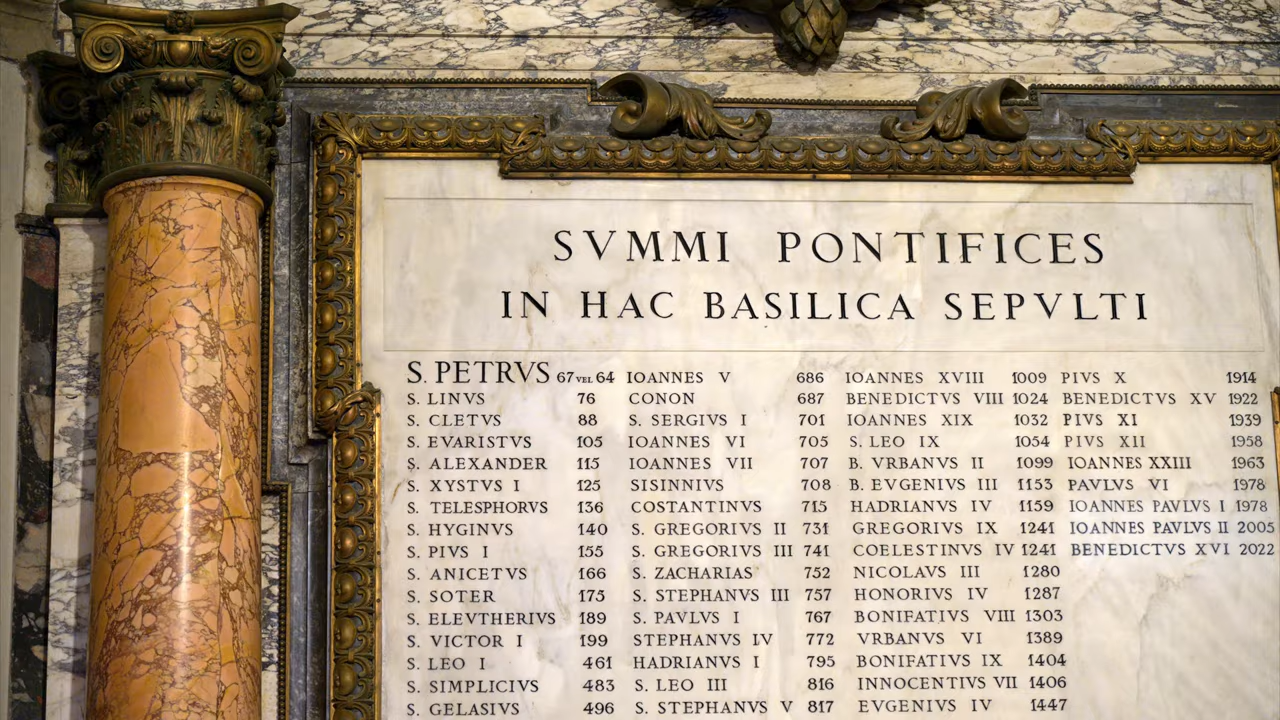 SVMMI PONTIFICES
IN HAC BASILICA SEPVLTI
S. PETRVS 67 VEL 64 IOANNES V 686 IOANNES XVIII 1009 PIVS X 1914
S. LINVS 76 CONON 687 BENEDICTVS VIII 1024 BENEDICTVS XV 1922
S. CLETVS 88 S. SERGIVS I 701 IOANNES XIX 1032 PIVS XI 1939
S. EVARISTVS 105 IOANNES VI 705 S. LEO IX 1054 PIVS XII 1958
S. ALEXANDER 115 IOANNES VII 707 B. VRBANVS II 1099 IOANNES XXIII 1963
S. XYSTVS I 125 SISINNIVS 708 B. EVGENIVS III 1153 PAVLVS VI 1978
S. TELESPHORVS 136 COSTANTINVS 715 HADRIANVS IV 1159 IOANNES PAVLVS I 1978
S. HYGINVS 140 S. GREGORIVS II 731 GREGORIVS IX 1241 IOANNES PAVLVS II 2005
S. PIVS I 155 S. GREGORIVS III 741 COELESTINVS IV 1241 BENEDICTVS XVI 2022
S. ANICETVS 166 S. ZACHARIAS 752 NICOLAVS III 1280
S. SOTER 175 S. STEPHANVS III 757 HONORIVS IV 1287
S. ELEVTHERIVS 189 S. PAVLVS I 767 BONIFATIVS VIII 1303
S. VICTOR I 199 STEPHANVS IV 772 VRBANVS VI 1389
S. LEO I 461 HADRIANVS I 795 BONIFATIVS IX 1404
S. SIMPLICIVS 483 S. LEO III 816 INNOCENTIVS VII 1406
S. GELASIVS 496 S. STEPHANVS V 817 EVGENIVS IV 1447